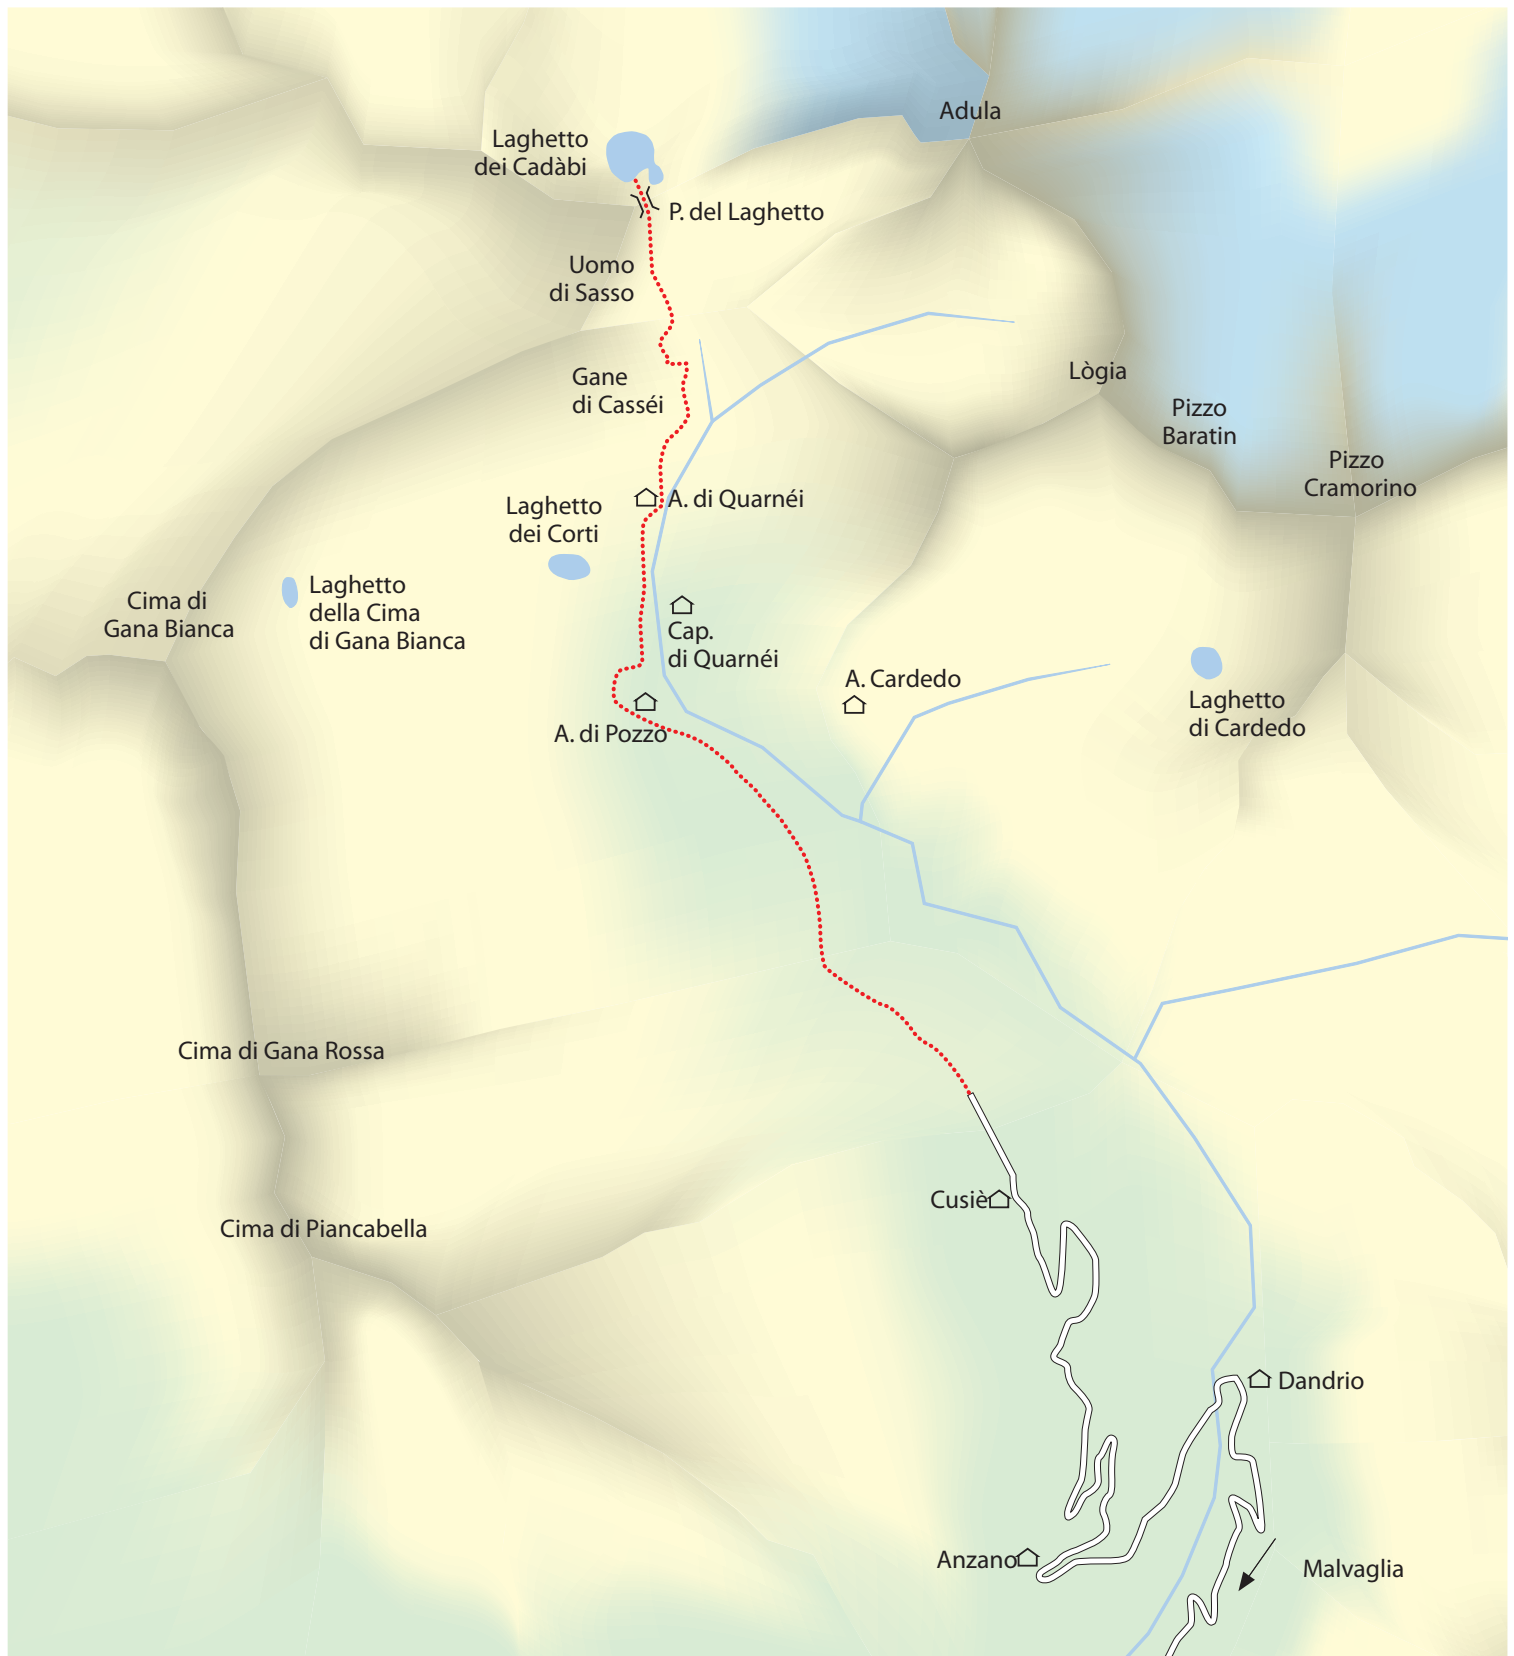 Adula
Laghetto
dei Cadàbi
P. del Laghetto
Uomo
di Sasso
Lògia
Gane
di Casséi
Pizzo
Baratin
Pizzo
Cramorino
A. di Quarnéi
Laghetto
dei Corti
Laghetto
della Cima
di Gana Bianca
Cima di
Gana Bianca
Cap.
di Quarnéi
A. Cardedo
Laghetto
di Cardedo
A. di Pozzo
Cima di Gana Rossa
Cusiè
Cima di Piancabella
Dandrio
Anzano
Malvaglia